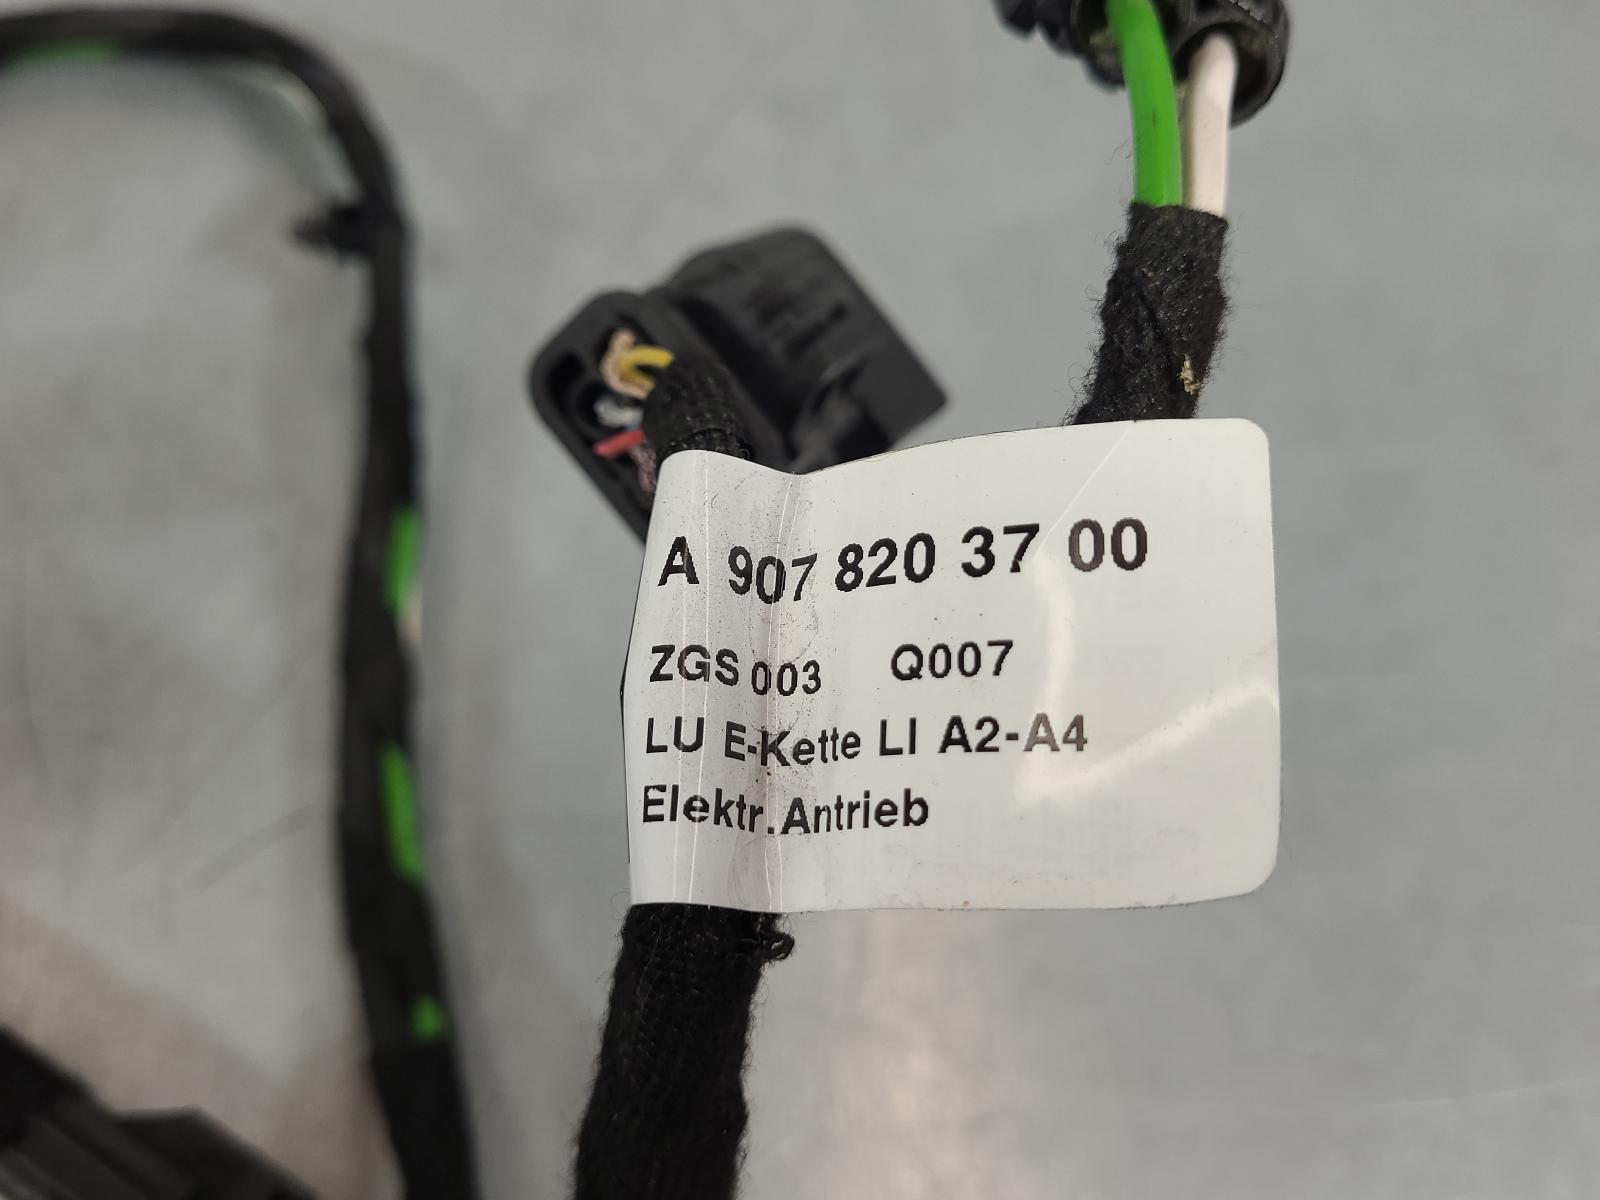 A 907 820 37 00
ZGS 003 Q007
LU E-Kette LI A2-A4
Elektr. Antrieb